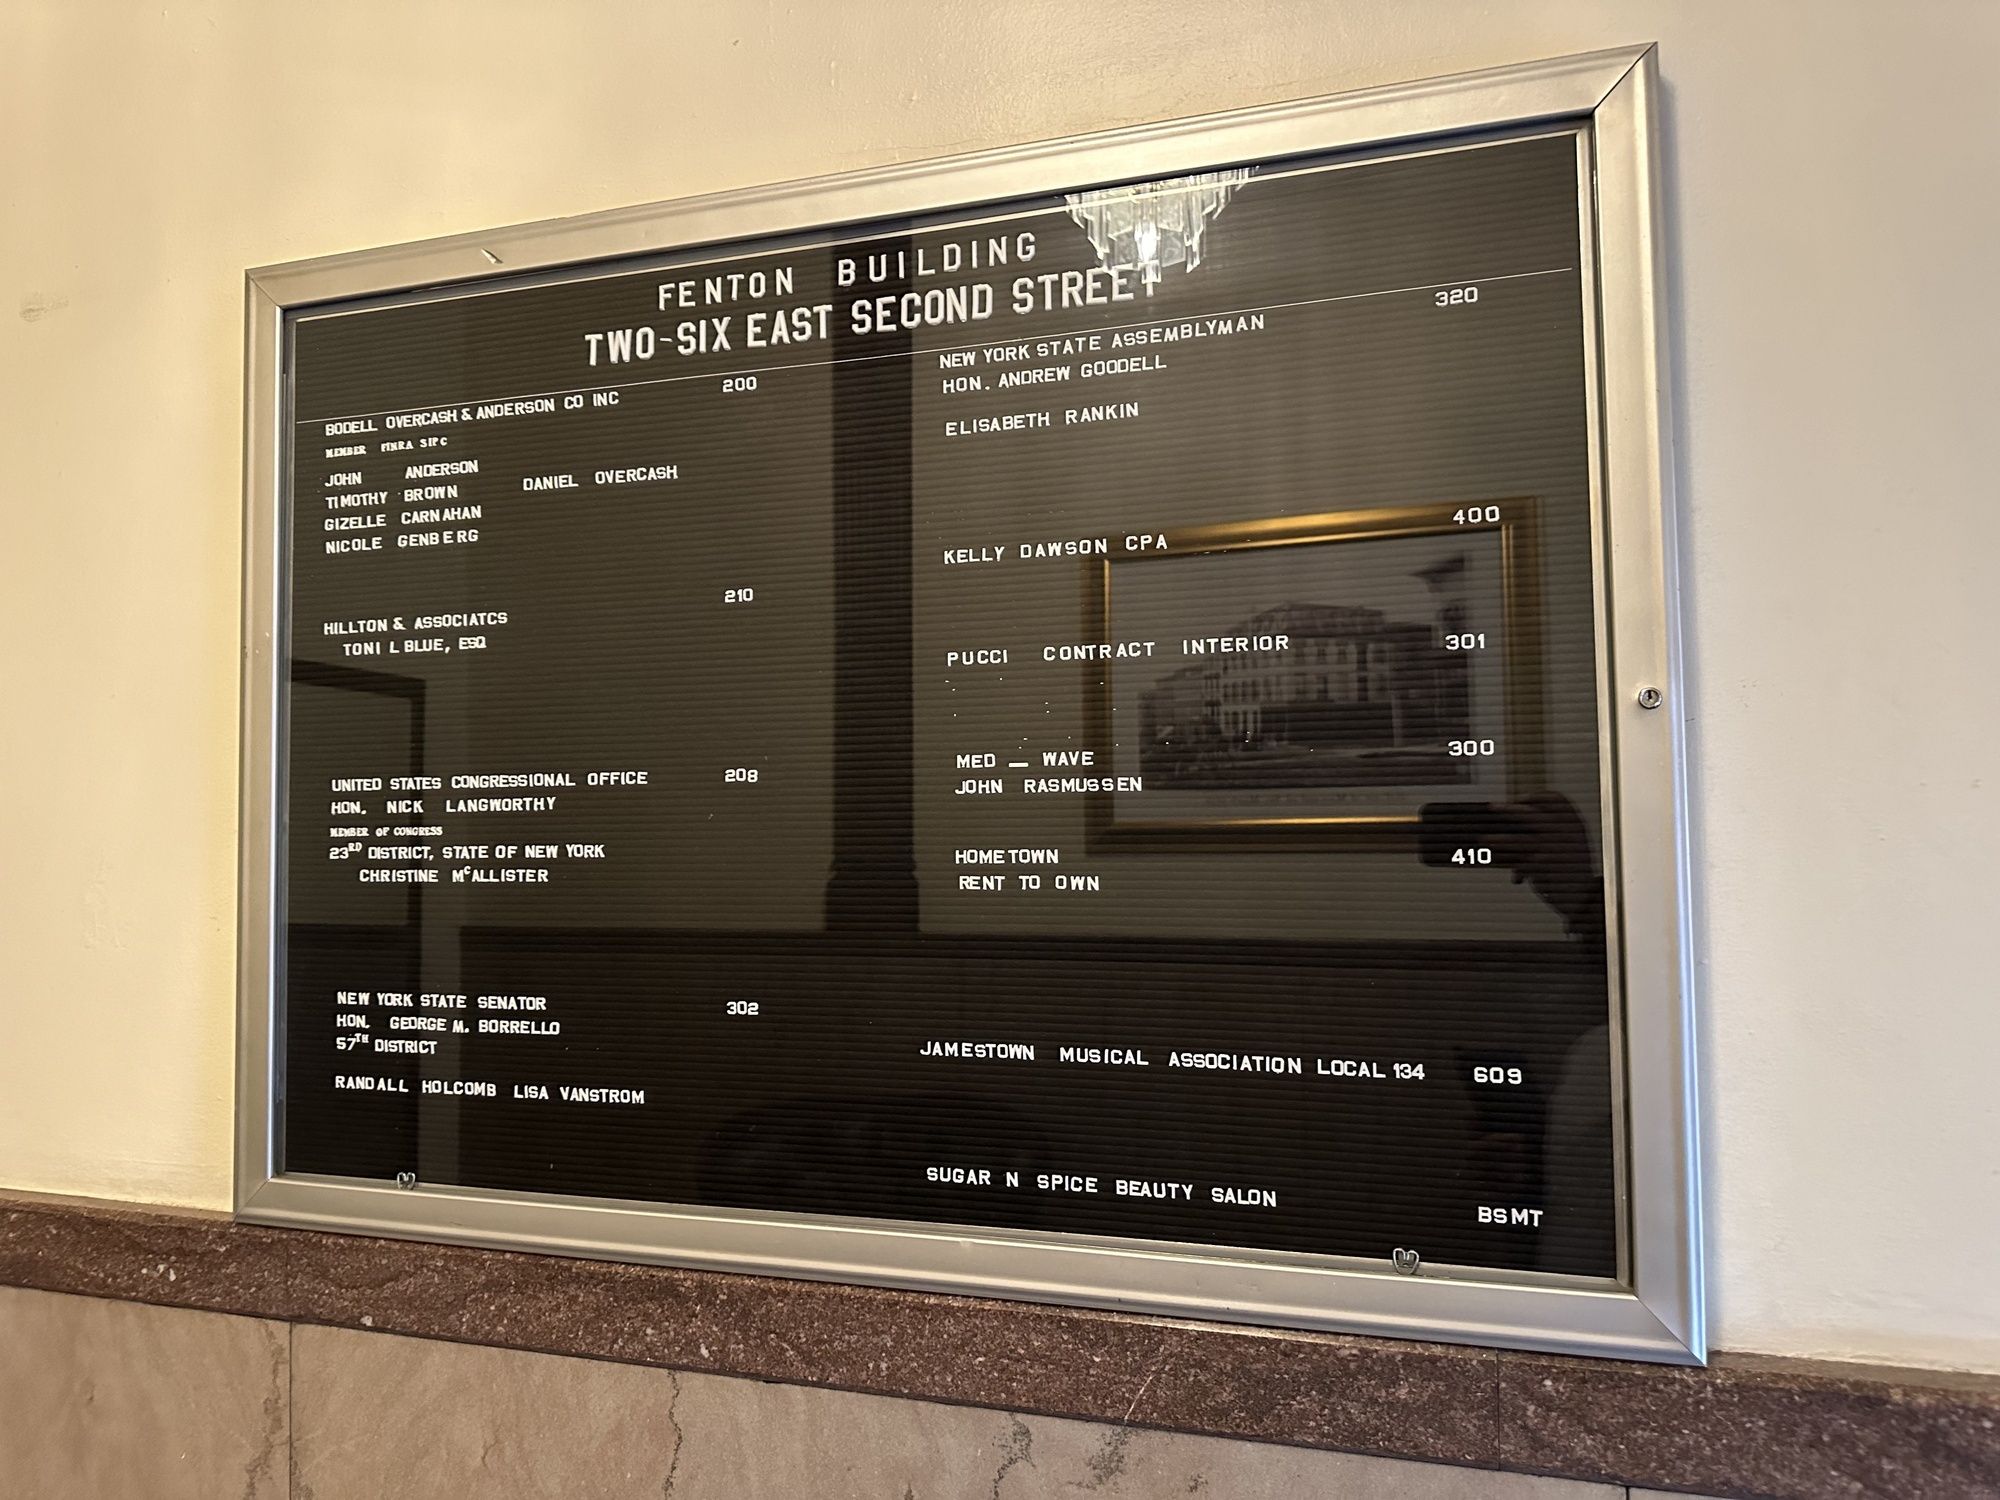 FENTON BUILDING
TWO-SIX EAST SECOND STREET
BODELL OVERCASH & ANDERSON CO INC 200
MEMBER FINRA SIPC
JOHN ANDERSON
TIMOTHY BROWN DANIEL OVERCASH
GIZELLE CARNAHAN
NICOLE GENBERG
210
HILLTON & ASSOCIATCS
TONI L BLUE, ESQ
UNITED STATES CONGRESSIONAL OFFICE 208
HON. NICK LANGWORTHY
MEMBER OF CONGRESS
23RD DISTRICT, STATE OF NEW YORK
CHRISTINE McALLISTER
NEW YORK STATE SENATOR 302
HON. GEORGE M. BORRELLO
57TH DISTRICT
RANDALL HOLCOMB LISA VANSTROM
320
NEW YORK STATE ASSEMBLYMAN
HON. ANDREW GOODELL
ELISABETH RANKIN
400
KELLY DAWSON CPA
PUCCI CONTRACT INTERIOR 301
MED _ WAVE 300
JOHN RASMUSSEN
HOMETOWN 410
RENT TO OWN
JAMESTOWN MUSICAL ASSOCIATION LOCAL 134 609
SUGAR N SPICE BEAUTY SALON
BSMT